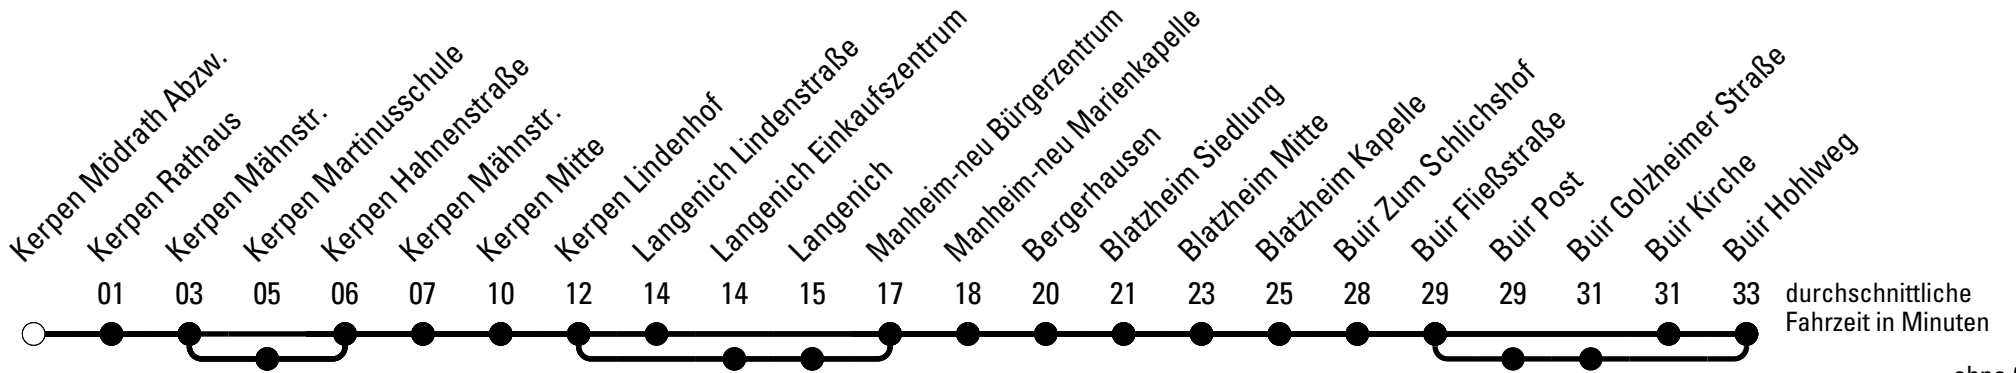 Kerpen Mödrath Abzw.
Kerpen Rathaus
Kerpen Mähnstr.
Kerpen Martinusschule
Kerpen Hahnenstraße
Kerpen Mähnstr.
Kerpen Mitte
Kerpen Lindenhof
Langenich Lindenstraße
Langenich Einkaufszentrum
Langenich
Manheim-neu Bürgerzentrum
Manheim-neu Marienkapelle
Bergerhausen
Blatzheim Siedlung
Blatzheim Mitte
Blatzheim Kapelle
Buir Zum Schlichshof
Buir Fließstraße
Buir Post
Buir Golzheimer Straße
Buir Kirche
Buir Hohlweg
01 03 05 06 07 10 12 14 14 15 17 18 20 21 23 25 28 29 29 31 31 33
durchschnittliche
Fahrzeit in Minuten